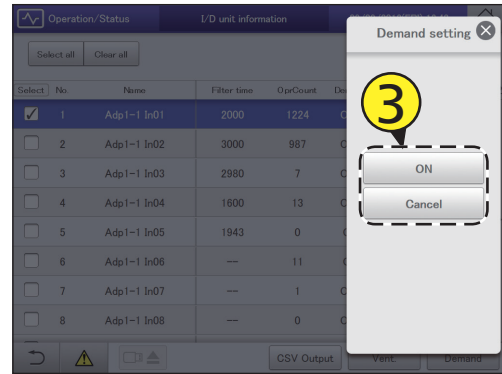 Operation/Status
I/D unit information
Demand setting
Select all
Clear all
Select No. Name Filter time OprCount
1 Adp1-1 In01 2000 1224
2 Adp1-1 In02 3000 987
3 Adp1-1 In03 2980 7
4 Adp1-1 In04 1600 13
5 Adp1-1 In05 1943 0
6 Adp1-1 In06 -- 11
7 Adp1-1 In07 -- 1
8 Adp1-1 In08 -- 0
3
ON
Cancel
CSV Output
Vent.
Demand